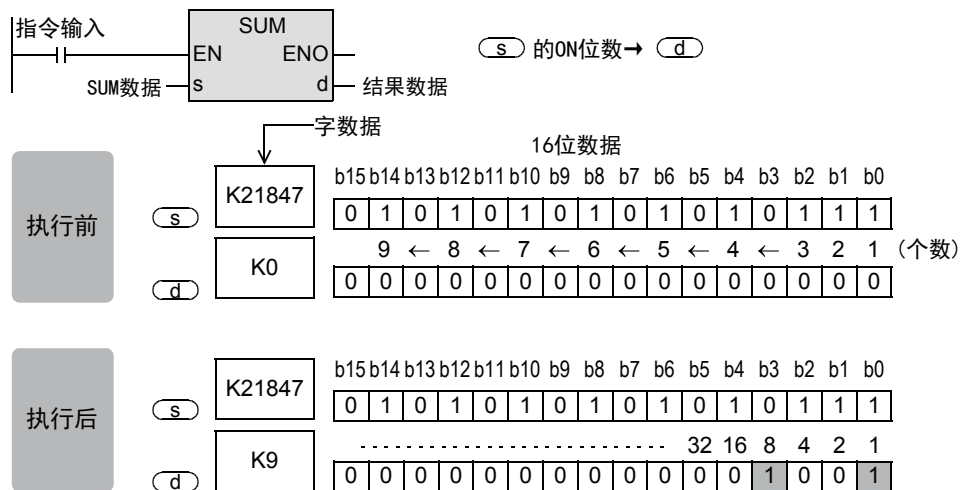 指令输入
SUM
EN ENO
SUM数据 s d 结果数据
s 的ON位数→ d
字数据
16位数据
执行前
b15 b14 b13 b12 b11 b10 b9 b8 b7 b6 b5 b4 b3 b2 b1 b0
s K21847 0 1 0 1 0 1 0 1 0 1 0 1 0 1 1 1
9 ← 8 ← 7 ← 6 ← 5 ← 4 ← 3 2 1 (个数)
d K0 0 0 0 0 0 0 0 0 0 0 0 0 0 0 0 0
执行后
b15 b14 b13 b12 b11 b10 b9 b8 b7 b6 b5 b4 b3 b2 b1 b0
s K21847 0 1 0 1 0 1 0 1 0 1 0 1 0 1 1 1
32 16 8 4 2 1
d K9 0 0 0 0 0 0 0 0 0 0 0 0 1 0 0 1